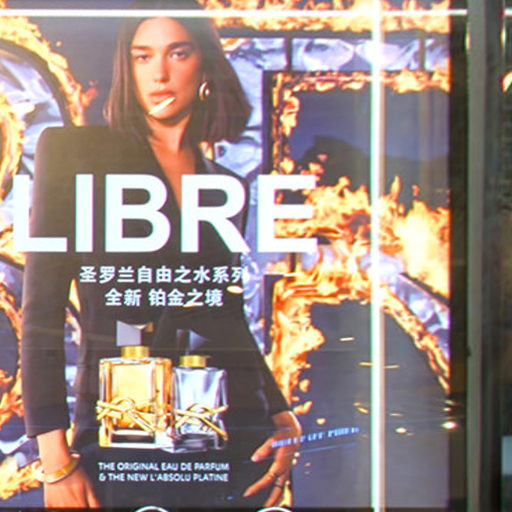 LIBRE
圣罗兰自由之水系列
全新 铂金之境
THE ORIGINAL EAU DE PARFUM
& THE NEW L'ABSOLU PLATINE